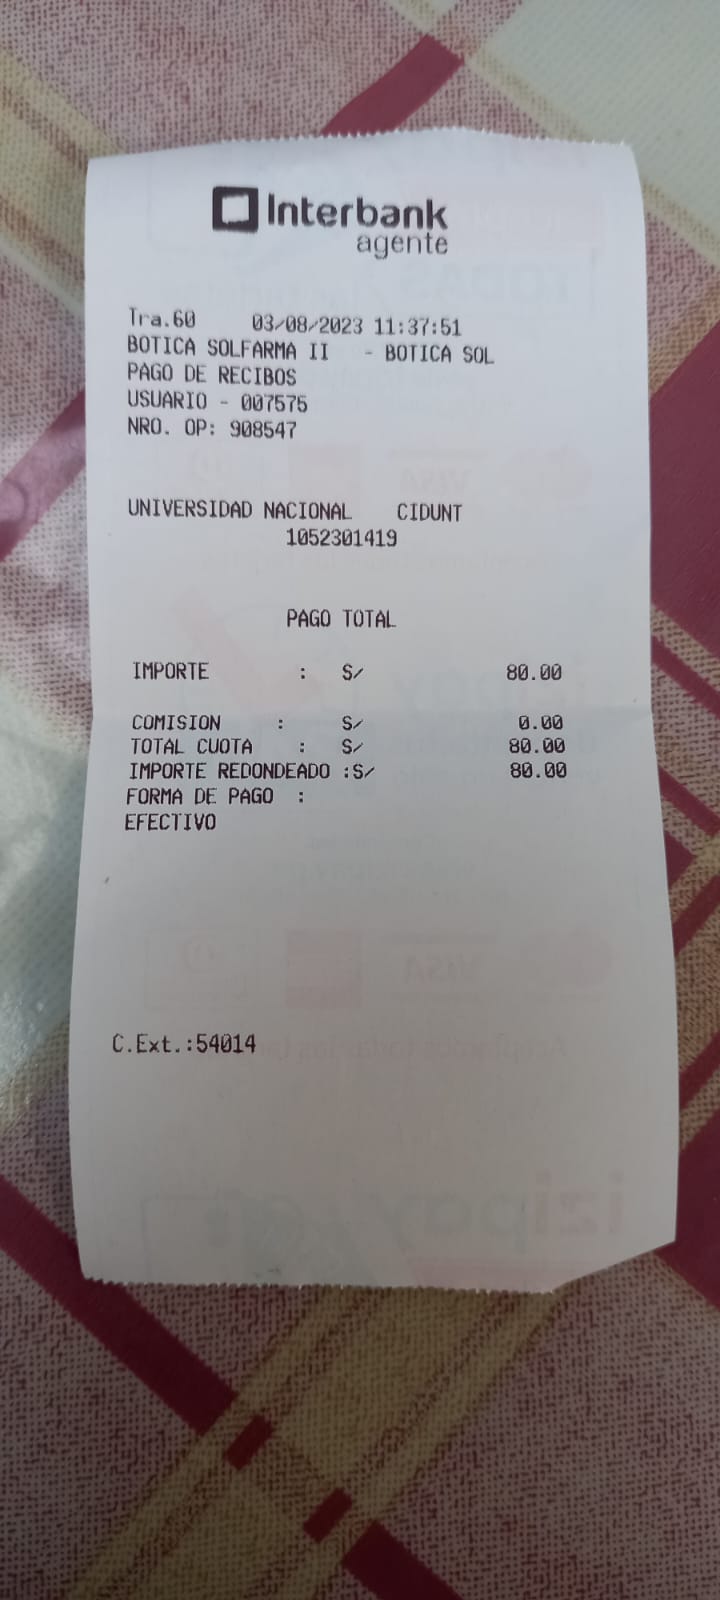 Interbank
agente
Tra.60 03/08/2023 11:37:51
BOTICA SOLFARMA II - BOTICA SOL
PAGO DE RECIBOS
USUARIO - 007575
NRO. OP: 908547
UNIVERSIDAD NACIONAL CIDUNT
1052301419
PAGO TOTAL
IMPORTE : S/ 80.00
COMISION : S/ 0.00
TOTAL CUOTA : S/ 80.00
IMPORTE REDONDEADO :S/ 80.00
FORMA DE PAGO :
EFECTIVO
C.Ext.:54014
izipay